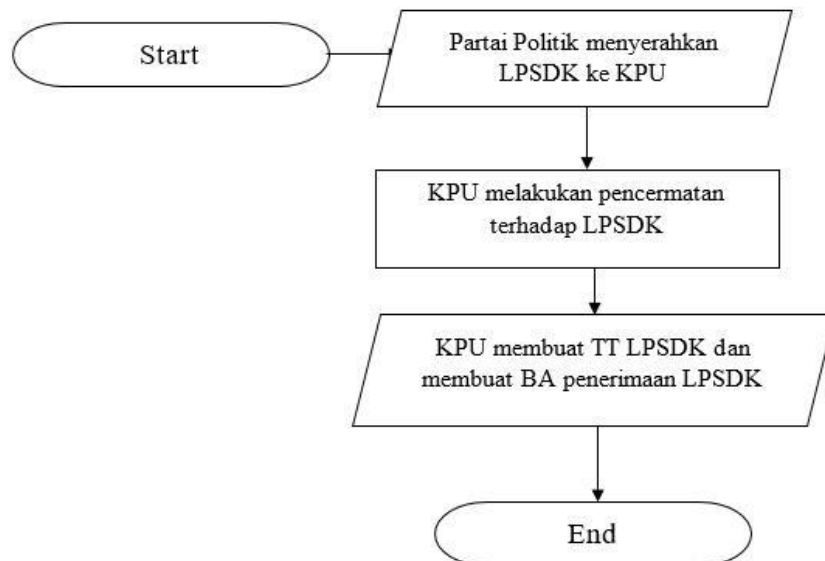 Start
Partai Politik menyerahkan
LPSDK ke KPU
KPU melakukan pencermatan
terhadap LPSDK
KPU membuat TT LPSDK dan
membuat BA penerimaan LPSDK
End